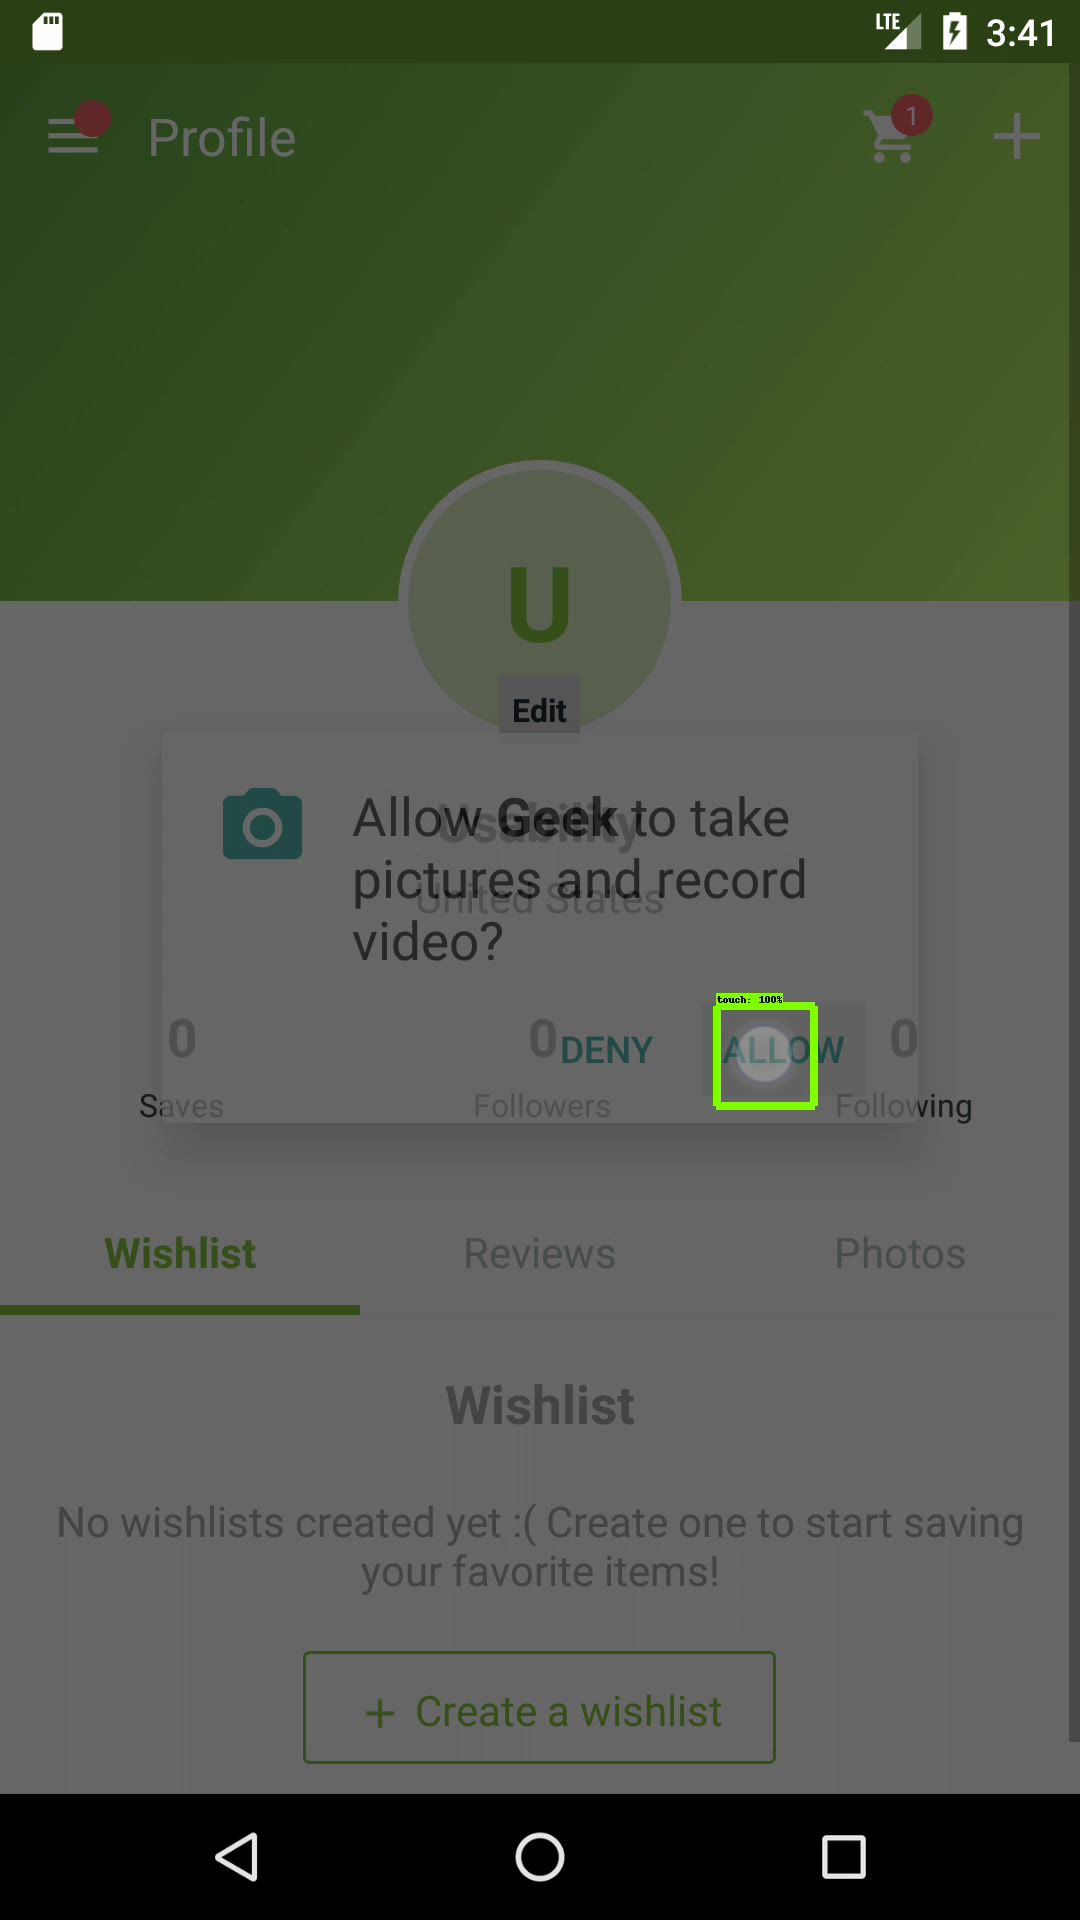 LTE 3:41
Profile
1
U
Edit
Usability
United States
Allow Geek to take
pictures and record
video?
touch: 100%
0 0 0
DENY ALLOW
Saves Followers Following
Wishlist Reviews Photos
Wishlist
No wishlists created yet :( Create one to start saving
your favorite items!
+ Create a wishlist